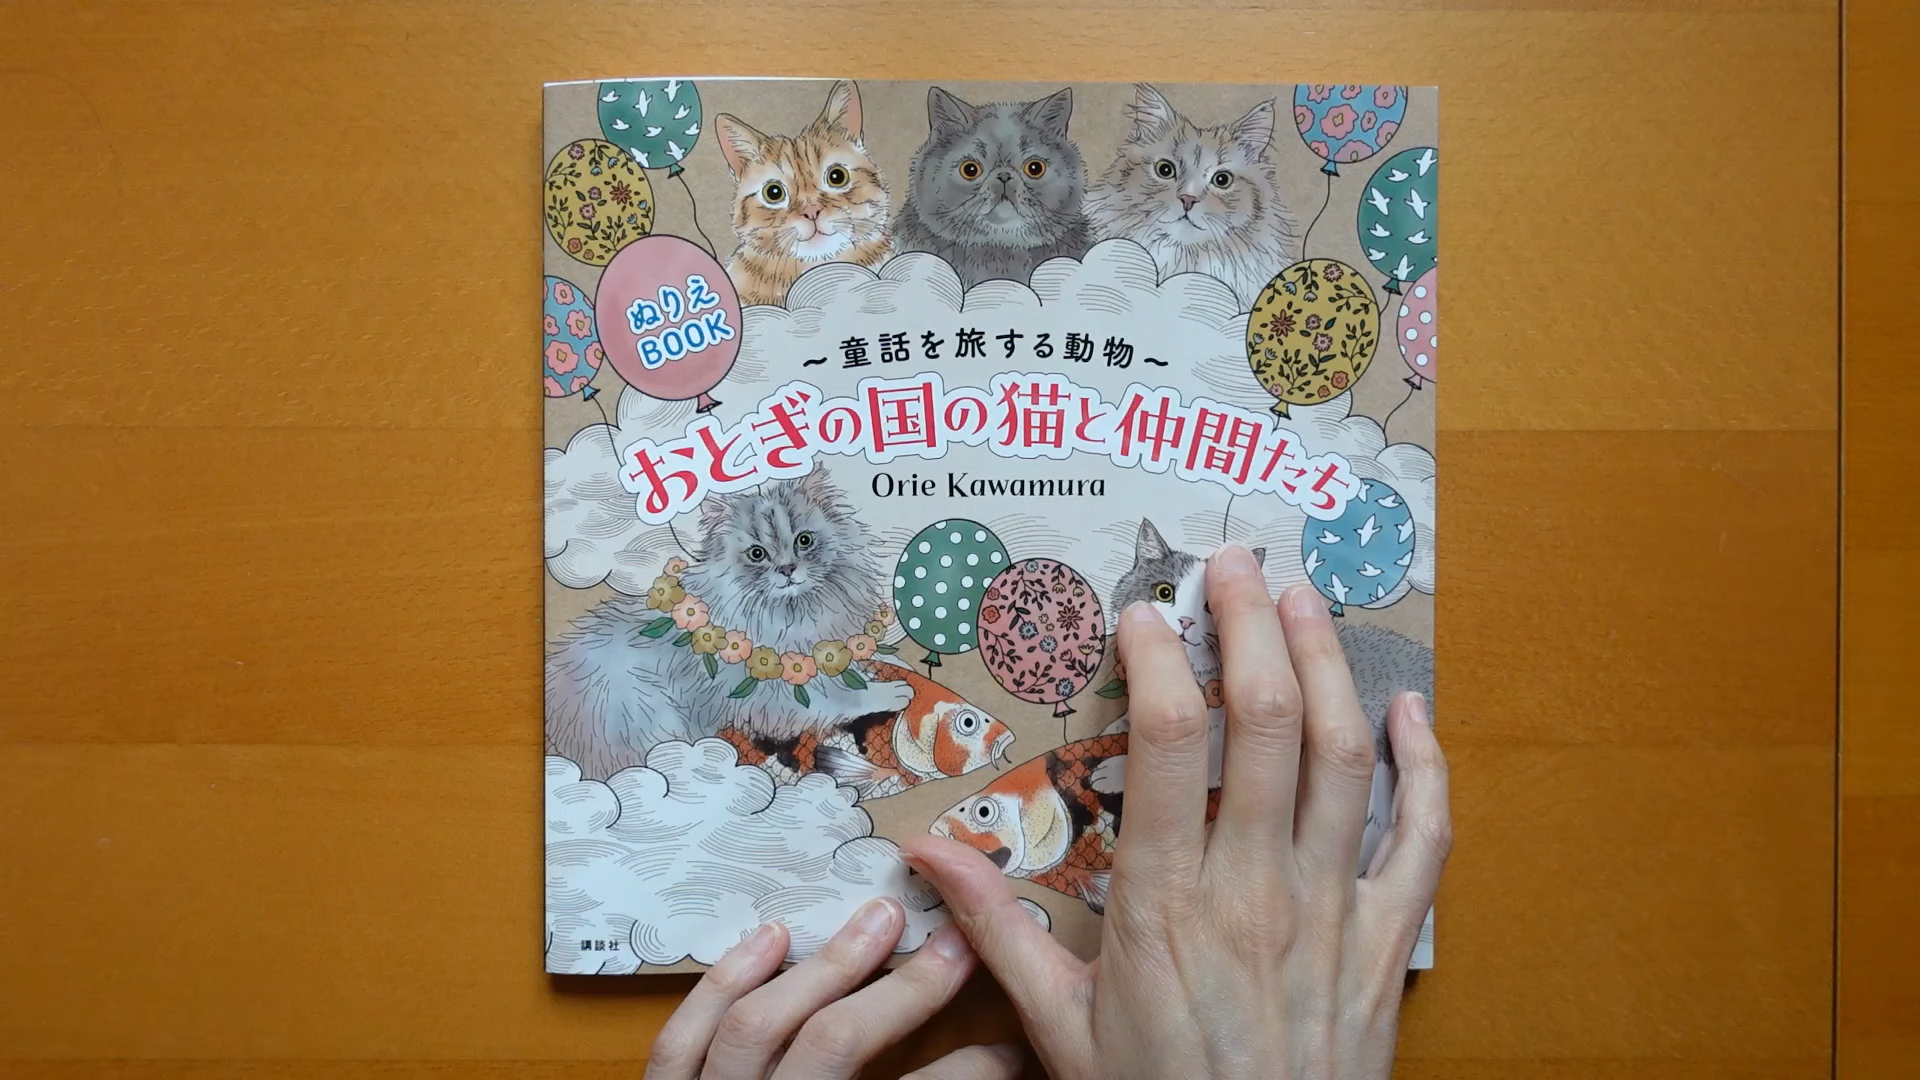 ぬりえ
BOOK
～童話を旅する動物～
おとぎの国の猫と仲間たち
Orie Kawamura
講談社